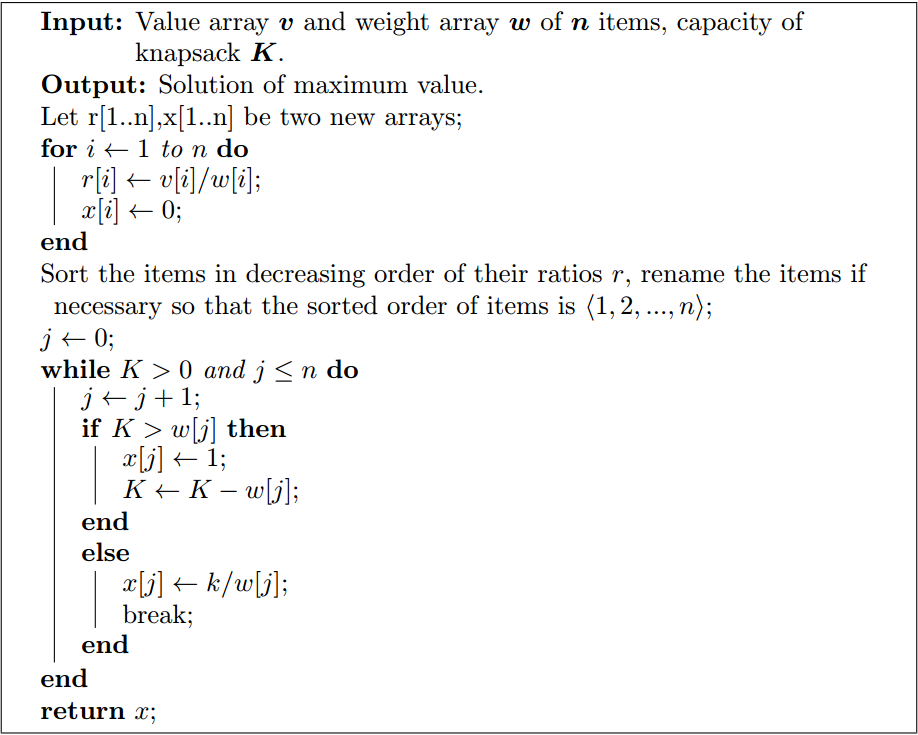 Input: Value array v and weight array w of n items, capacity of
knapsack K.
Output: Solution of maximum value.
Let r[1..n],x[1..n] be two new arrays;
for i ← 1 to n do
r[i] ← v[i]/w[i];
x[i] ← 0;
end
Sort the items in decreasing order of their ratios r, rename the items if
necessary so that the sorted order of items is ⟨1, 2, ..., n⟩;
j ← 0;
while K > 0 and j ≤ n do
j ← j + 1;
if K > w[j] then
x[j] ← 1;
K ← K − w[j];
end
else
x[j] ← k/w[j];
break;
end
end
return x;